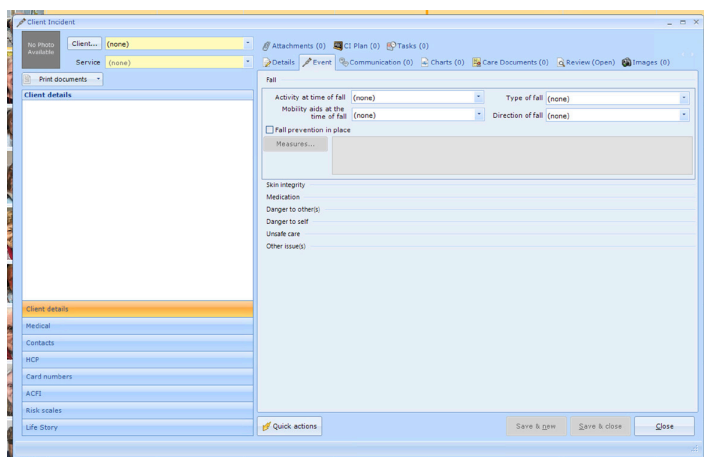 Client Incident
No Photo
Available
Client... (none)
Service (none)
Print documents
Client details
Client details
Medical
Contacts
HCF
Card numbers
ACFI
Risk scales
Life Story
Attachments (0) CI Plan (0) Tasks (0)
Details Event Communication (0) Charts (0) Care Documents (0) Review (Open) Images (0)
Fall
Activity at time of fall (none) Type of fall (none)
Mobility aids at the
time of fall (none) Direction of fall (none)
Fall prevention in place
Measures...
Skin integrity
Medication
Danger to other(s)
Danger to self
Unsafe care
Other issue(s)
Quick actions Save & new Save & close Close